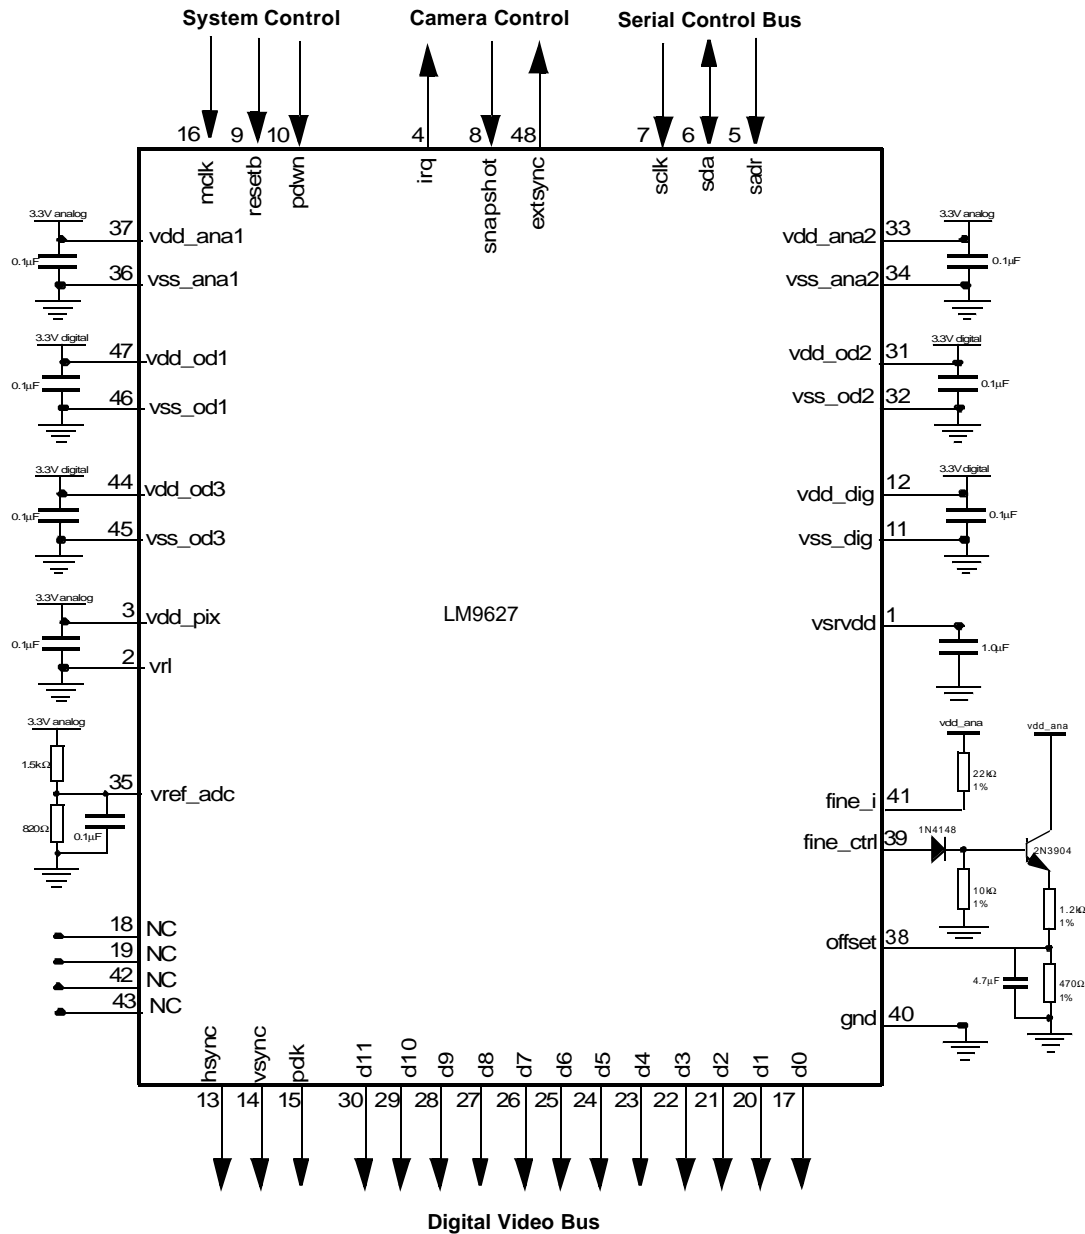 System Control
Camera Control
Serial Control Bus
16
9
10
4
8
48
7
6
5
mclk
resetb
pdwn
irq
snapshot
extsync
sclk
sda
sadr
3.3V analog
37
vdd_ana1
0.1µF
36
vss_ana1
3.3V digital
47
vdd_od1
0.1µF
46
vss_od1
3.3V digital
44
vdd_od3
0.1µF
45
vss_od3
3.3V analog
3
vdd_pix
0.1µF
2
vrl
3.3V analog
1.5kΩ
35
vref_adc
820Ω
0.1µF
18
NC
19
NC
42
NC
43
NC
LM9627
3.3V analog
vdd_ana2
33
0.1µF
vss_ana2
34
3.3V digital
vdd_od2
31
0.1µF
vss_od2
32
3.3V digital
vdd_dig
12
0.1µF
vss_dig
11
vsrvdd
1
1.0µF
vdd_ana
vdd_ana
22kΩ
1%
fine_i
41
1N4148
fine_ctrl
39
2N3904
10kΩ
1%
1.2kΩ
1%
offset
38
4.7µF
470Ω
1%
gnd
40
hsync
vsync
pclk
d11
d10
d9
d8
d7
d6
d5
d4
d3
d2
d1
d0
13
14
15
30
29
28
27
26
25
24
23
22
21
20
17
Digital Video Bus